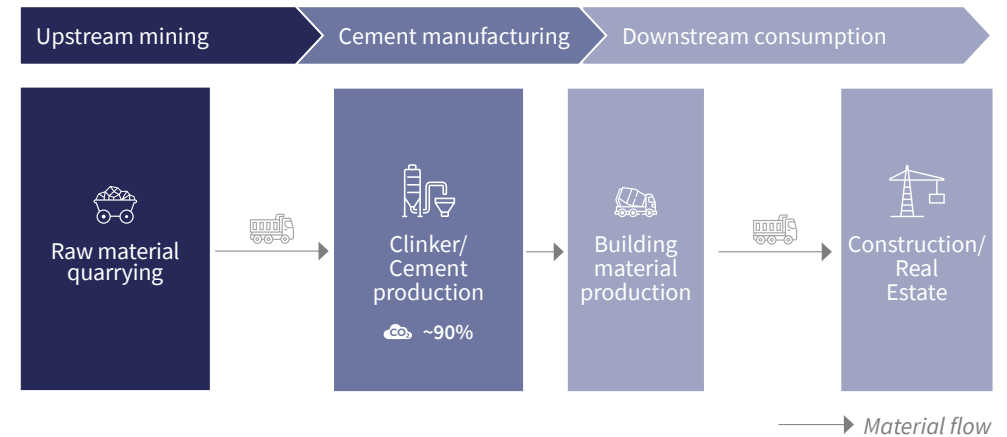 Upstream mining
Cement manufacturing
Downstream consumption
Raw material
quarrying
Clinker/
Cement
production
CO₂ ~90%
Building
material
production
Construction/
Real
Estate
Material flow